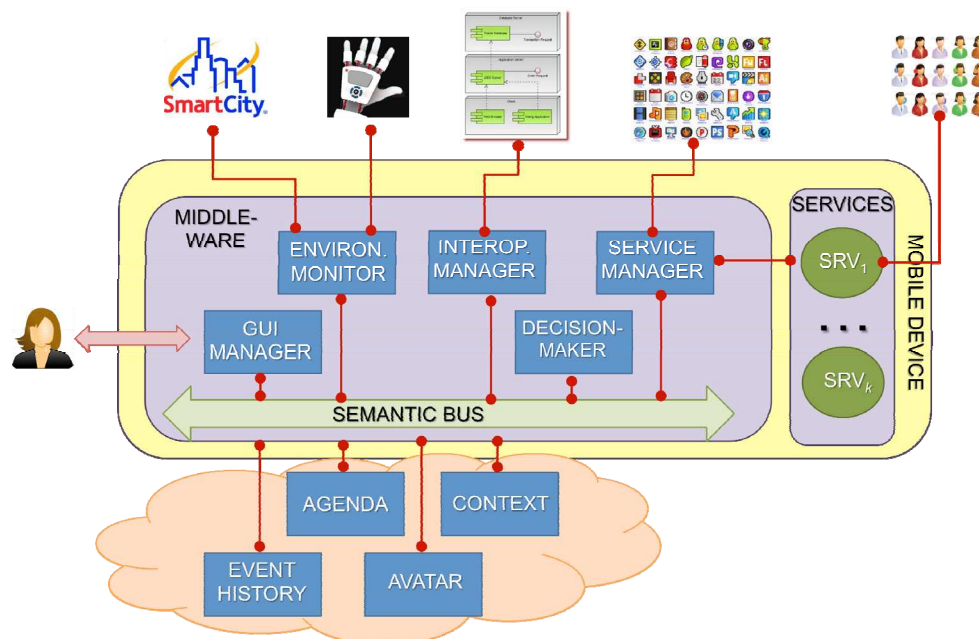 SmartCity®
MIDDLE-
WARE
ENVIRON.
MONITOR
INTEROP.
MANAGER
SERVICE
MANAGER
SERVICES
SRV1
...
SRVk
MOBILE DEVICE
GUI
MANAGER
DECISION-
MAKER
SEMANTIC BUS
AGENDA
CONTEXT
EVENT
HISTORY
AVATAR